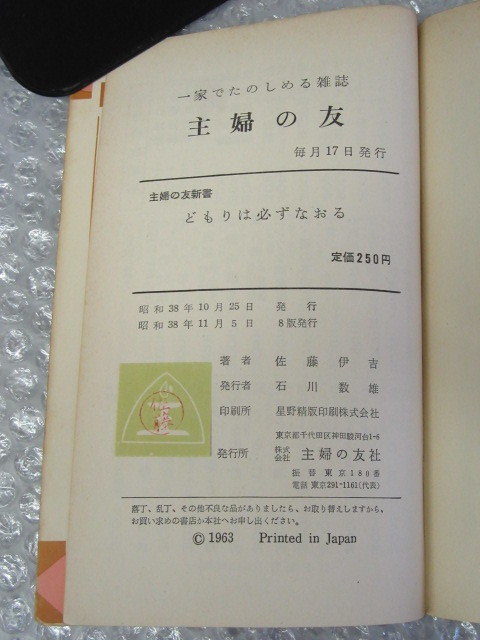 一家でたのしめる雑誌
主婦の友
毎月17日発行
主婦の友新書
どもりは必ずなおる
定価250円
昭和38年10月25日 発行
昭和38年11月5日 8版発行
著者 佐藤伊吉
発行者 石川数雄
印刷所 星野精版印刷株式会社
東京都千代田区神田駿河台1-6
発行所 株式会社 主婦の友社
振替東京180番
電話 東京291-1161(代表)
落丁、乱丁、その他不良な品がありましたら、お取り替えしますから、
お買い求めの書店か本社へお申し出ください。
© 1963 Printed in Japan